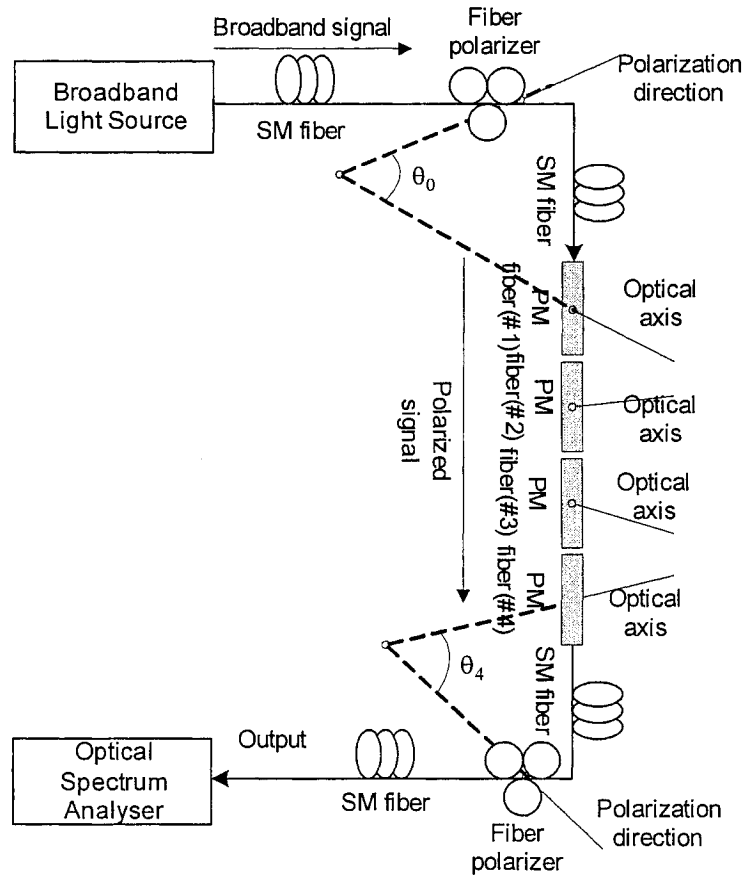 Broadband signal
Fiber
polarizer
Polarization
direction
Broadband
Light Source
SM fiber
θ0
SM fiber
PM
fiber(#1)
Optical
axis
PM
fiber(#2)
Optical
axis
Polarized
signal
PM
fiber(#3)
Optical
axis
PM
Optical
axis
θ4
SM fiber
Output
Optical
Spectrum
Analyser
SM fiber
Fiber
polarizer
Polarization
direction